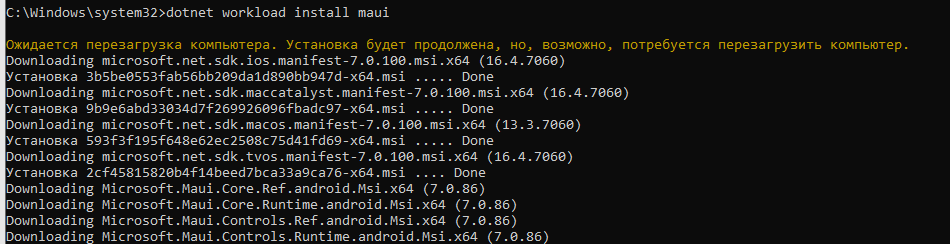 C:\Windows\system32>dotnet workload install maui
Ожидается перезагрузка компьютера. Установка будет продолжена, но, возможно, потребуется перезагрузить компьютер.
Downloading microsoft.net.sdk.ios.manifest-7.0.100.msi.x64 (16.4.7060)
Установка 3b5be0553fab56bb209da1d890bb947d-x64.msi ..... Done
Downloading microsoft.net.sdk.maccatalyst.manifest-7.0.100.msi.x64 (16.4.7060)
Установка 9b9e6abd33034d7f269926096fbadc97-x64.msi ..... Done
Downloading microsoft.net.sdk.macos.manifest-7.0.100.msi.x64 (13.3.7060)
Установка 593f3f195f648e62ec2508c75d41fd69-x64.msi ..... Done
Downloading microsoft.net.sdk.tvos.manifest-7.0.100.msi.x64 (16.4.7060)
Установка 2cf45815820b4f14beed7bca33a9ca76-x64.msi .... Done
Downloading Microsoft.Maui.Core.Ref.android.Msi.x64 (7.0.86)
Downloading Microsoft.Maui.Core.Runtime.android.Msi.x64 (7.0.86)
Downloading Microsoft.Maui.Controls.Ref.android.Msi.x64 (7.0.86)
Downloading Microsoft.Maui.Controls.Runtime.android.Msi.x64 (7.0.86)